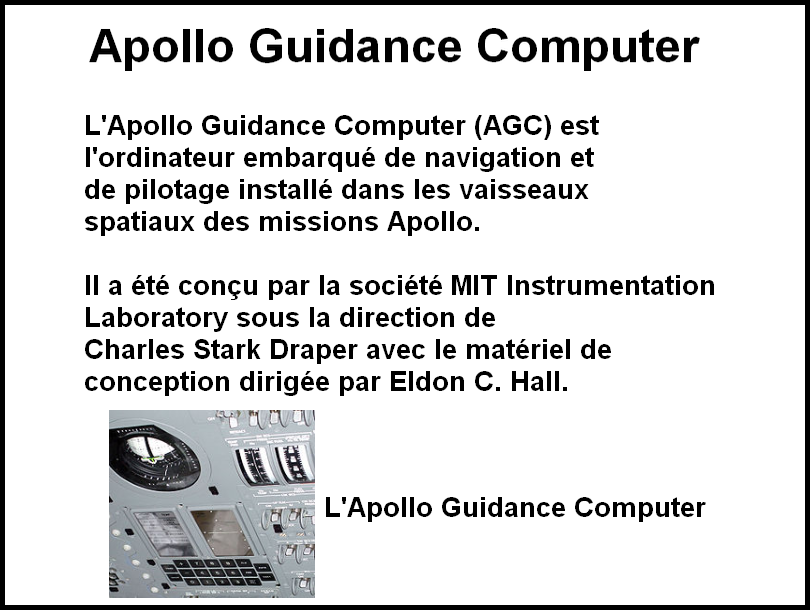 Apollo Guidance Computer
L'Apollo Guidance Computer (AGC) est
l'ordinateur embarqué de navigation et
de pilotage installé dans les vaisseaux
spatiaux des missions Apollo.
Il a été conçu par la société MIT Instrumentation
Laboratory sous la direction de
Charles Stark Draper avec le matériel de
conception dirigée par Eldon C. Hall.
L'Apollo Guidance Computer